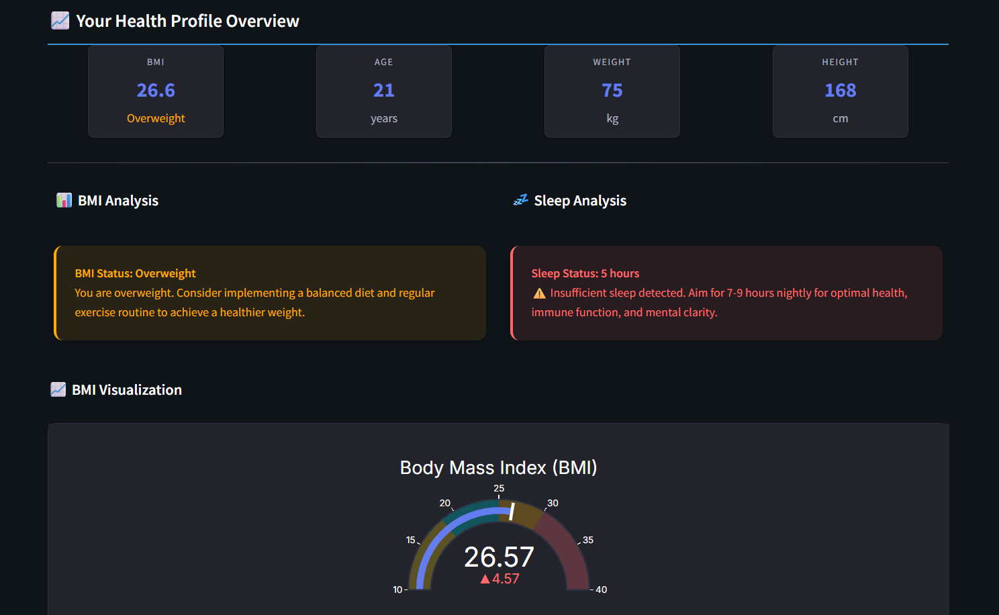 Your Health Profile Overview
BMI
26.6
Overweight
AGE
21
years
WEIGHT
75
kg
HEIGHT
168
cm
BMI Analysis
BMI Status: Overweight
You are overweight. Consider implementing a balanced diet and regular
exercise routine to achieve a healthier weight.
Sleep Analysis
Sleep Status: 5 hours
⚠️ Insufficient sleep detected. Aim for 7-9 hours nightly for optimal health,
immune function, and mental clarity.
BMI Visualization
Body Mass Index (BMI)
10
15
20
25
30
35
40
26.57
▲4.57